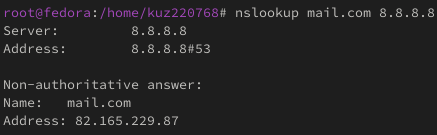 root@fedora:/home/kuz220768# nslookup mail.com 8.8.8.8
Server:         8.8.8.8
Address:        8.8.8.8#53

Non-authoritative answer:
Name:   mail.com
Address: 82.165.229.87